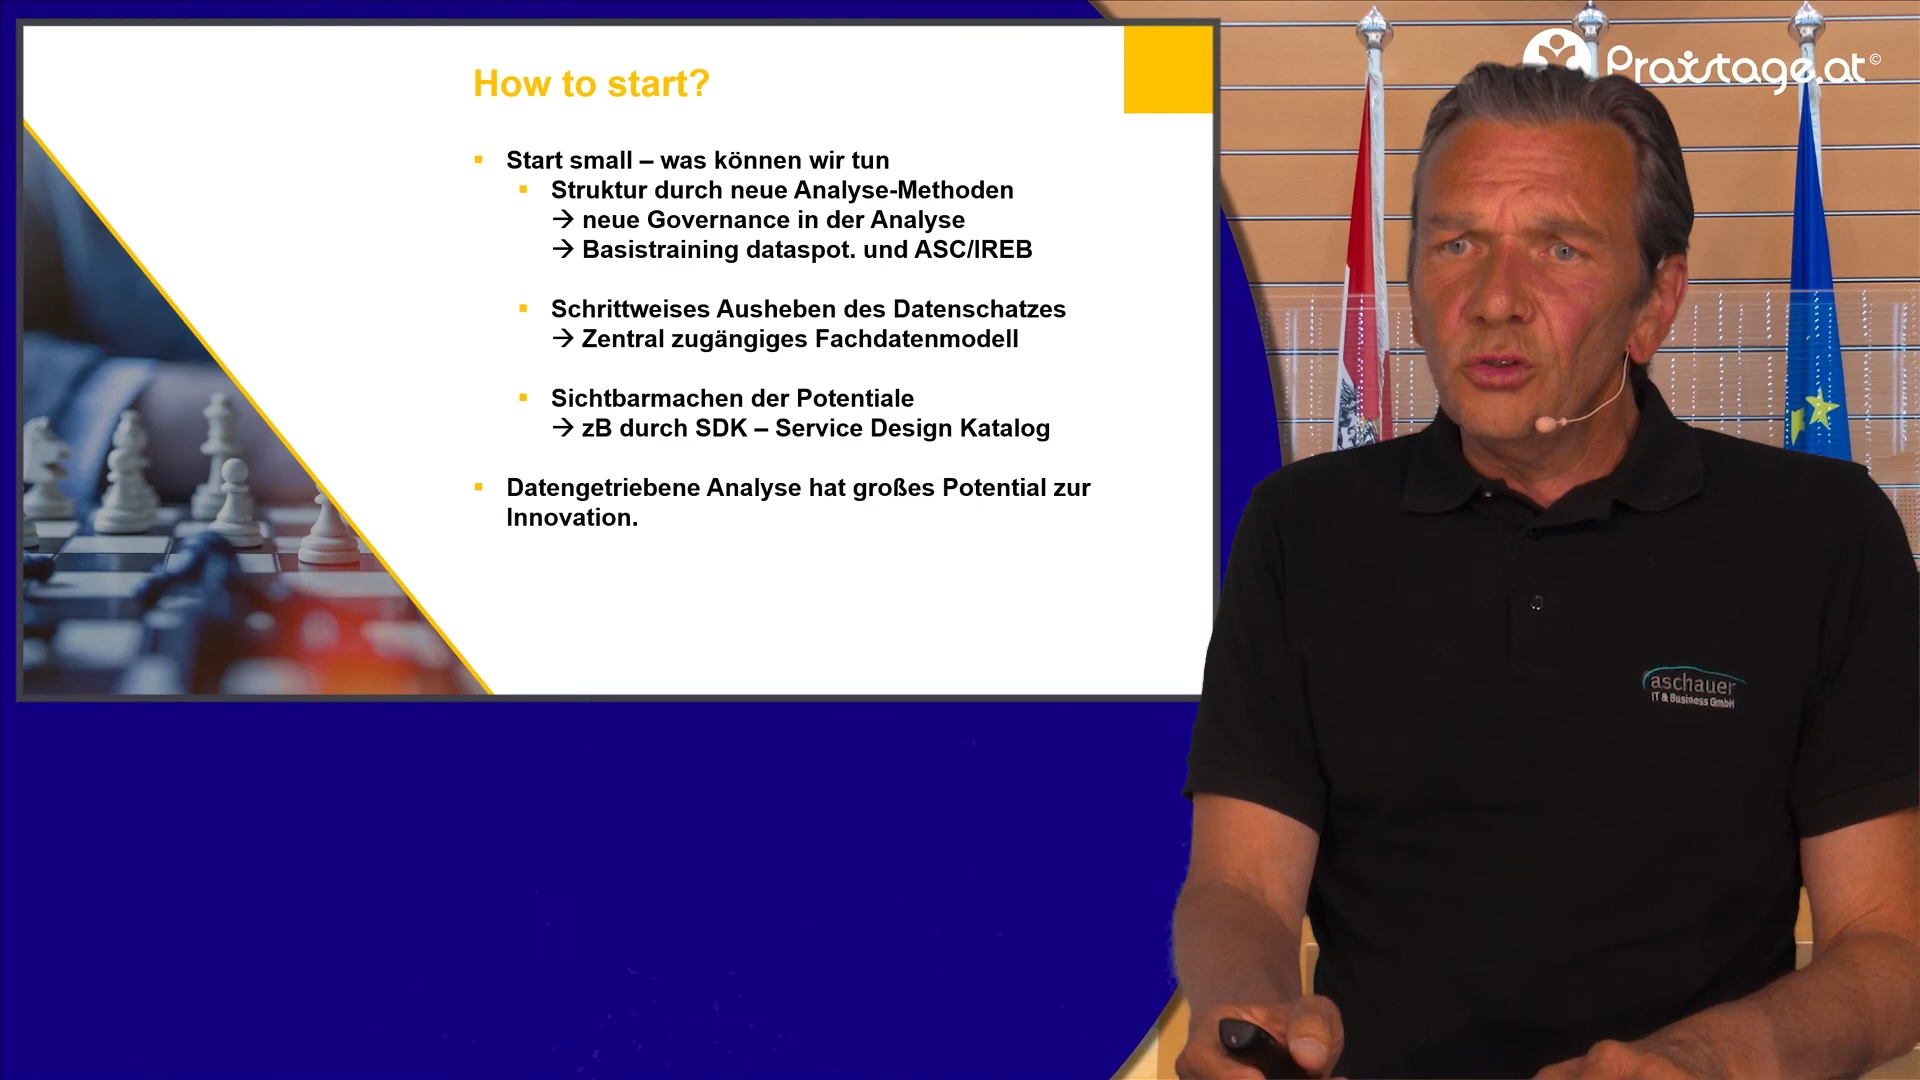 How to start?
▪ Start small – was können wir tun
▪ Struktur durch neue Analyse-Methoden
→ neue Governance in der Analyse
→ Basistraining dataspot. und ASC/IREB
▪ Schrittweises Ausheben des Datenschatzes
→ Zentral zugängiges Fachdatenmodell
▪ Sichtbarmachen der Potentiale
→ zB durch SDK – Service Design Katalog
▪ Datengetriebene Analyse hat großes Potential zur
Innovation.
Praxistage.at©
aschauer
IT & Business GmbH